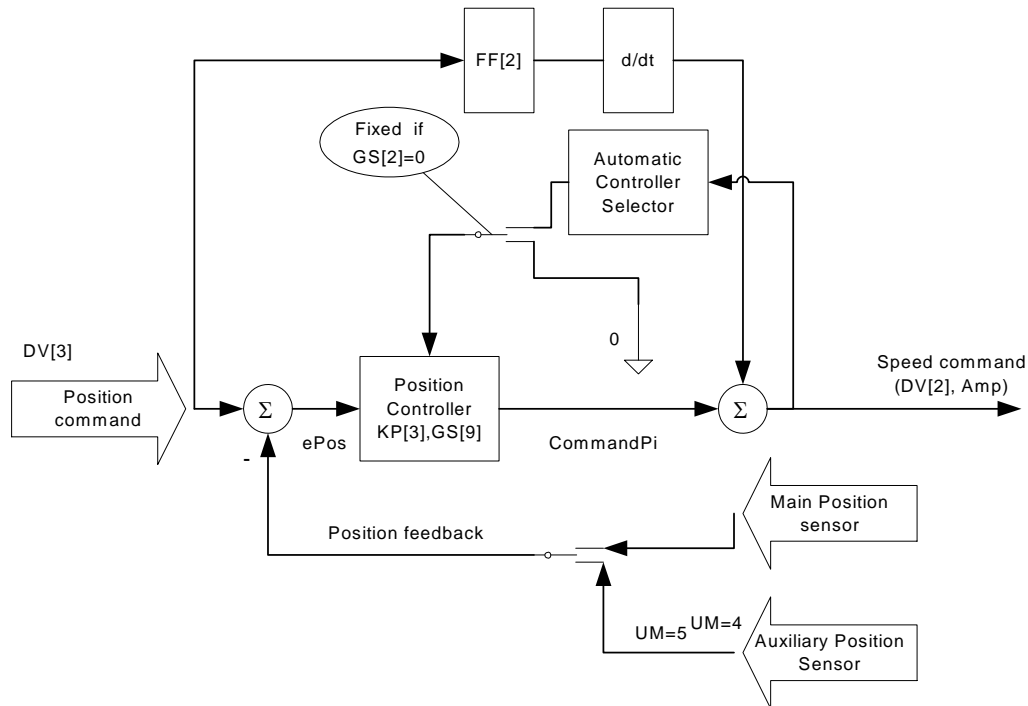 FF[2]
d/dt
Fixed if
GS[2]=0
Automatic
Controller
Selector
0
DV[3]
Position
command
Σ
-
ePos
Position
Controller
KP[3],GS[9]
CommandPi
Σ
Speed command
(DV[2], Amp)
Position feedback
Main Position
sensor
UM=5
UM=4
Auxiliary Position
Sensor